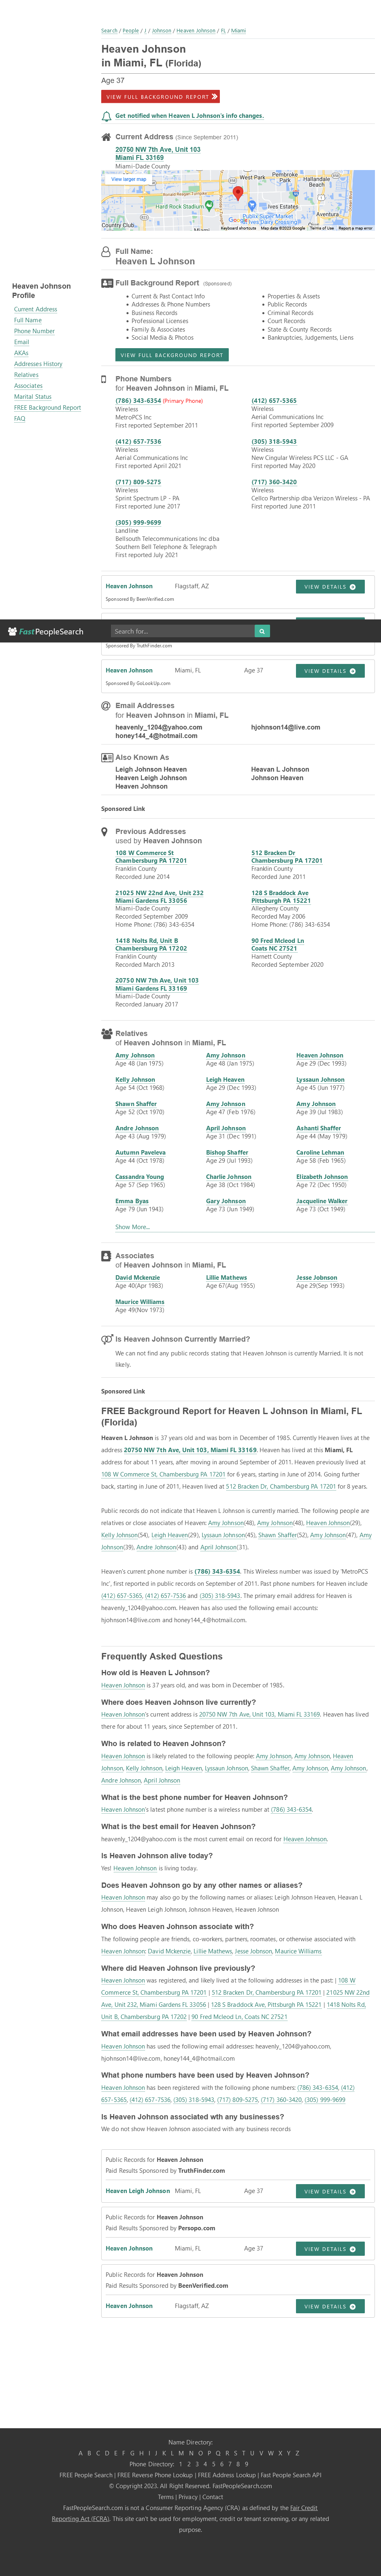 Search / People / J / Johnson / Heaven Johnson / FL / Miami
Heaven Johnson
in Miami, FL (Florida)
Age 37
VIEW FULL BACKGROUND REPORT
Get notified when Heaven L Johnson's info changes.
Current Address (Since September 2011)
20750 NW 7th Ave, Unit 103
Miami FL 33169
Miami-Dade County
View larger map
West Park
Pembroke Park
Hallandale Beach
Hard Rock Stadium
Ives Estates
Aventura
Publix Super Market at Ives Dairy Crossing
Country Club
Google
Keyboard shortcuts Map data ©2023 Google Terms of Use Report a map error
Full Name:
Heaven L Johnson
Heaven Johnson
Profile
Current Address
Full Name
Phone Number
Email
AKAs
Addresses History
Relatives
Associates
Marital Status
FREE Background Report
FAQ
Full Background Report (Sponsored)
Current & Past Contact Info
Addresses & Phone Numbers
Business Records
Professional Licenses
Family & Associates
Social Media & Photos
Properties & Assets
Public Records
Criminal Records
Court Records
State & County Records
Bankruptcies, Judgements, Liens
VIEW FULL BACKGROUND REPORT
Phone Numbers
for Heaven Johnson in Miami, FL
(786) 343-6354 (Primary Phone)
Wireless
MetroPCS Inc
First reported September 2011
(412) 657-5365
Wireless
Aerial Communications Inc
First reported September 2009
(412) 657-7536
Wireless
Aerial Communications Inc
First reported April 2021
(305) 318-5943
Wireless
New Cingular Wireless PCS LLC - GA
First reported May 2020
(717) 809-5275
Wireless
Sprint Spectrum LP - PA
First reported June 2017
(717) 360-3420
Wireless
Cellco Partnership dba Verizon Wireless - PA
First reported June 2011
(305) 999-9699
Landline
Bellsouth Telecommunications Inc dba
Southern Bell Telephone & Telegraph
First reported July 2021
Heaven Johnson Flagstaff, AZ VIEW DETAILS
Sponsored By BeenVerified.com
FastPeopleSearch Search for...
Sponsored By TruthFinder.com
Heaven Johnson Miami, FL Age 37 VIEW DETAILS
Sponsored By GoLookUp.com
Email Addresses
for Heaven Johnson in Miami, FL
heavenly_1204@yahoo.com hjohnson14@live.com
honey144_4@hotmail.com
Also Known As
Leigh Johnson Heaven Heavan L Johnson
Heaven Leigh Johnson Johnson Heaven
Heaven Johnson
Sponsored Link
Previous Addresses
used by Heaven Johnson
108 W Commerce St
Chambersburg PA 17201
Franklin County
Recorded June 2014
512 Bracken Dr
Chambersburg PA 17201
Franklin County
Recorded June 2011
21025 NW 22nd Ave, Unit 232
Miami Gardens FL 33056
Miami-Dade County
Recorded September 2009
Home Phone: (786) 343-6354
128 S Braddock Ave
Pittsburgh PA 15221
Allegheny County
Recorded May 2006
Home Phone: (786) 343-6354
1418 Nolts Rd, Unit B
Chambersburg PA 17202
Franklin County
Recorded March 2013
90 Fred Mcleod Ln
Coats NC 27521
Harnett County
Recorded September 2020
20750 NW 7th Ave, Unit 103
Miami Gardens FL 33169
Miami-Dade County
Recorded January 2017
Relatives
of Heaven Johnson in Miami, FL
Amy Johnson Amy Johnson Heaven Johnson
Age 48 (Jan 1975) Age 48 (Jan 1975) Age 29 (Dec 1993)
Kelly Johnson Leigh Heaven Lyssaun Johnson
Age 54 (Oct 1968) Age 29 (Dec 1993) Age 45 (Jun 1977)
Shawn Shaffer Amy Johnson Amy Johnson
Age 52 (Oct 1970) Age 47 (Feb 1976) Age 39 (Jul 1983)
Andre Johnson April Johnson Ashanti Shaffer
Age 43 (Aug 1979) Age 31 (Dec 1991) Age 44 (May 1979)
Autumn Paveleva Bishop Shaffer Caroline Lehman
Age 44 (Oct 1978) Age 29 (Jul 1993) Age 58 (Feb 1965)
Cassandra Young Charlie Johnson Elizabeth Johnson
Age 57 (Sep 1965) Age 38 (Oct 1984) Age 72 (Dec 1950)
Emma Byas Gary Johnson Jacqueline Walker
Age 79 (Jun 1943) Age 73 (Jun 1949) Age 73 (Oct 1949)
Show More...
Associates
of Heaven Johnson in Miami, FL
David Mckenzie Lillie Mathews Jesse Jobnson
Age 40(Apr 1983) Age 67(Aug 1955) Age 29(Sep 1993)
Maurice Williams
Age 49(Nov 1973)
Is Heaven Johnson Currently Married?
We can not find any public records stating that Heaven Johnson is currently Married. It is not
likely.
Sponsored Link
FREE Background Report for Heaven L Johnson in Miami, FL
(Florida)
Heaven L Johnson is 37 years old and was born in December of 1985. Currently Heaven lives at the
address 20750 NW 7th Ave, Unit 103, Miami FL 33169. Heaven has lived at this Miami, FL
address for about 11 years, after moving in around September of 2011. Heaven previously lived at
108 W Commerce St, Chambersburg PA 17201 for 6 years, starting in June of 2014. Going further
back, starting in June of 2011, Heaven lived at 512 Bracken Dr, Chambersburg PA 17201 for 8 years.
Public records do not indicate that Heaven L Johnson is currently married. The following people are
relatives or close associates of Heaven: Amy Johnson(48), Amy Johnson(48), Heaven Johnson(29),
Kelly Johnson(54), Leigh Heaven(29), Lyssaun Johnson(45), Shawn Shaffer(52), Amy Johnson(47), Amy
Johnson(39), Andre Johnson(43) and April Johnson(31).
Heaven's current phone number is (786) 343-6354. This Wireless number was issued by 'MetroPCS
Inc', first reported in public records on September of 2011. Past phone numbers for Heaven include
(412) 657-5365, (412) 657-7536 and (305) 318-5943. The primary email address for Heaven is
heavenly_1204@yahoo.com. Heaven has also used the following email accounts:
hjohnson14@live.com and honey144_4@hotmail.com.
Frequently Asked Questions
How old is Heaven L Johnson?
Heaven Johnson is 37 years old, and was born in December of 1985.
Where does Heaven Johnson live currently?
Heaven Johnson's current address is 20750 NW 7th Ave, Unit 103, Miami FL 33169. Heaven has lived
there for about 11 years, since September of 2011.
Who is related to Heaven Johnson?
Heaven Johnson is likely related to the following people: Amy Johnson, Amy Johnson, Heaven
Johnson, Kelly Johnson, Leigh Heaven, Lyssaun Johnson, Shawn Shaffer, Amy Johnson, Amy Johnson,
Andre Johnson, April Johnson
What is the best phone number for Heaven Johnson?
Heaven Johnson's latest phone number is a wireless number at (786) 343-6354.
What is the best email for Heaven Johnson?
heavenly_1204@yahoo.com is the most current email on record for Heaven Johnson.
Is Heaven Johnson alive today?
Yes! Heaven Johnson is living today.
Does Heaven Johnson go by any other names or aliases?
Heaven Johnson may also go by the following names or aliases: Leigh Johnson Heaven, Heavan L
Johnson, Heaven Leigh Johnson, Johnson Heaven, Heaven Johnson
Who does Heaven Johnson associate with?
The following people are friends, co-workers, partners, roomates, or otherwise associated with
Heaven Johnson: David Mckenzie, Lillie Mathews, Jesse Jobnson, Maurice Williams
Where did Heaven Johnson live previously?
Heaven Johnson was registered, and likely lived at the following addresses in the past: | 108 W
Commerce St, Chambersburg PA 17201 | 512 Bracken Dr, Chambersburg PA 17201 | 21025 NW 22nd
Ave, Unit 232, Miami Gardens FL 33056 | 128 S Braddock Ave, Pittsburgh PA 15221 | 1418 Nolts Rd,
Unit B, Chambersburg PA 17202 | 90 Fred Mcleod Ln, Coats NC 27521
What email addresses have been used by Heaven Johnson?
Heaven Johnson has used the following email addresses: heavenly_1204@yahoo.com,
hjohnson14@live.com, honey144_4@hotmail.com
What phone numbers have been used by Heaven Johnson?
Heaven Johnson has been registered with the following phone numbers: (786) 343-6354, (412)
657-5365, (412) 657-7536, (305) 318-5943, (717) 809-5275, (717) 360-3420, (305) 999-9699
Is Heaven Johnson associated wth any businesses?
We do not show Heaven Johnson associated with any business records
Public Records for Heaven Johnson
Paid Results Sponsored by TruthFinder.com
Heaven Leigh Johnson Miami, FL Age 37 VIEW DETAILS
Public Records for Heaven Johnson
Paid Results Sponsored by Persopo.com
Heaven Johnson Miami, FL Age 37 VIEW DETAILS
Public Records for Heaven Johnson
Paid Results Sponsored by BeenVerified.com
Heaven Johnson Flagstaff, AZ VIEW DETAILS
Name Directory:
A B C D E F G H I J K L M N O P Q R S T U V W X Y Z
Phone Directory: 1 2 3 4 5 6 7 8 9
FREE People Search | FREE Reverse Phone Lookup | FREE Address Lookup | Fast People Search API
© Copyright 2023, All Right Reserved. FastPeopleSearch.com
Terms | Privacy | Contact
FastPeopleSearch.com is not a Consumer Reporting Agency (CRA) as defined by the Fair Credit
Reporting Act (FCRA). This site can't be used for employment, credit or tenant screening, or any related
purpose.